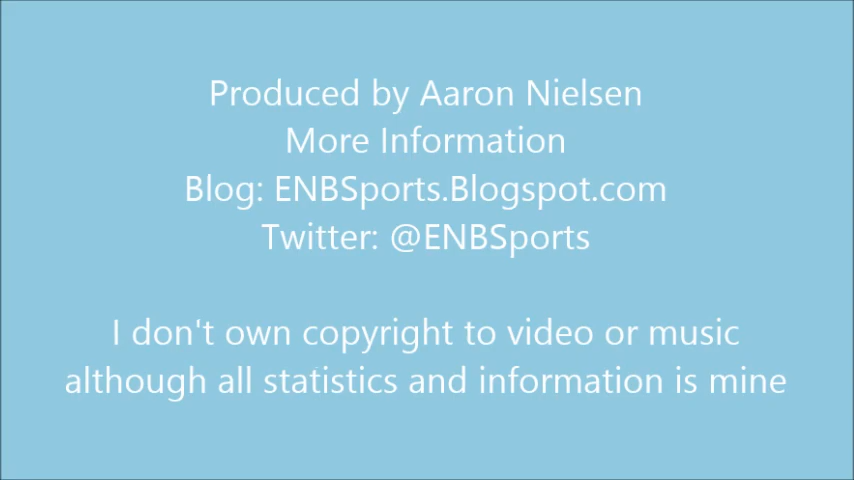 Produced by Aaron Nielsen
More Information
Blog: ENBSports.Blogspot.com
Twitter: @ENBSports
I don't own copyright to video or music
although all statistics and information is mine